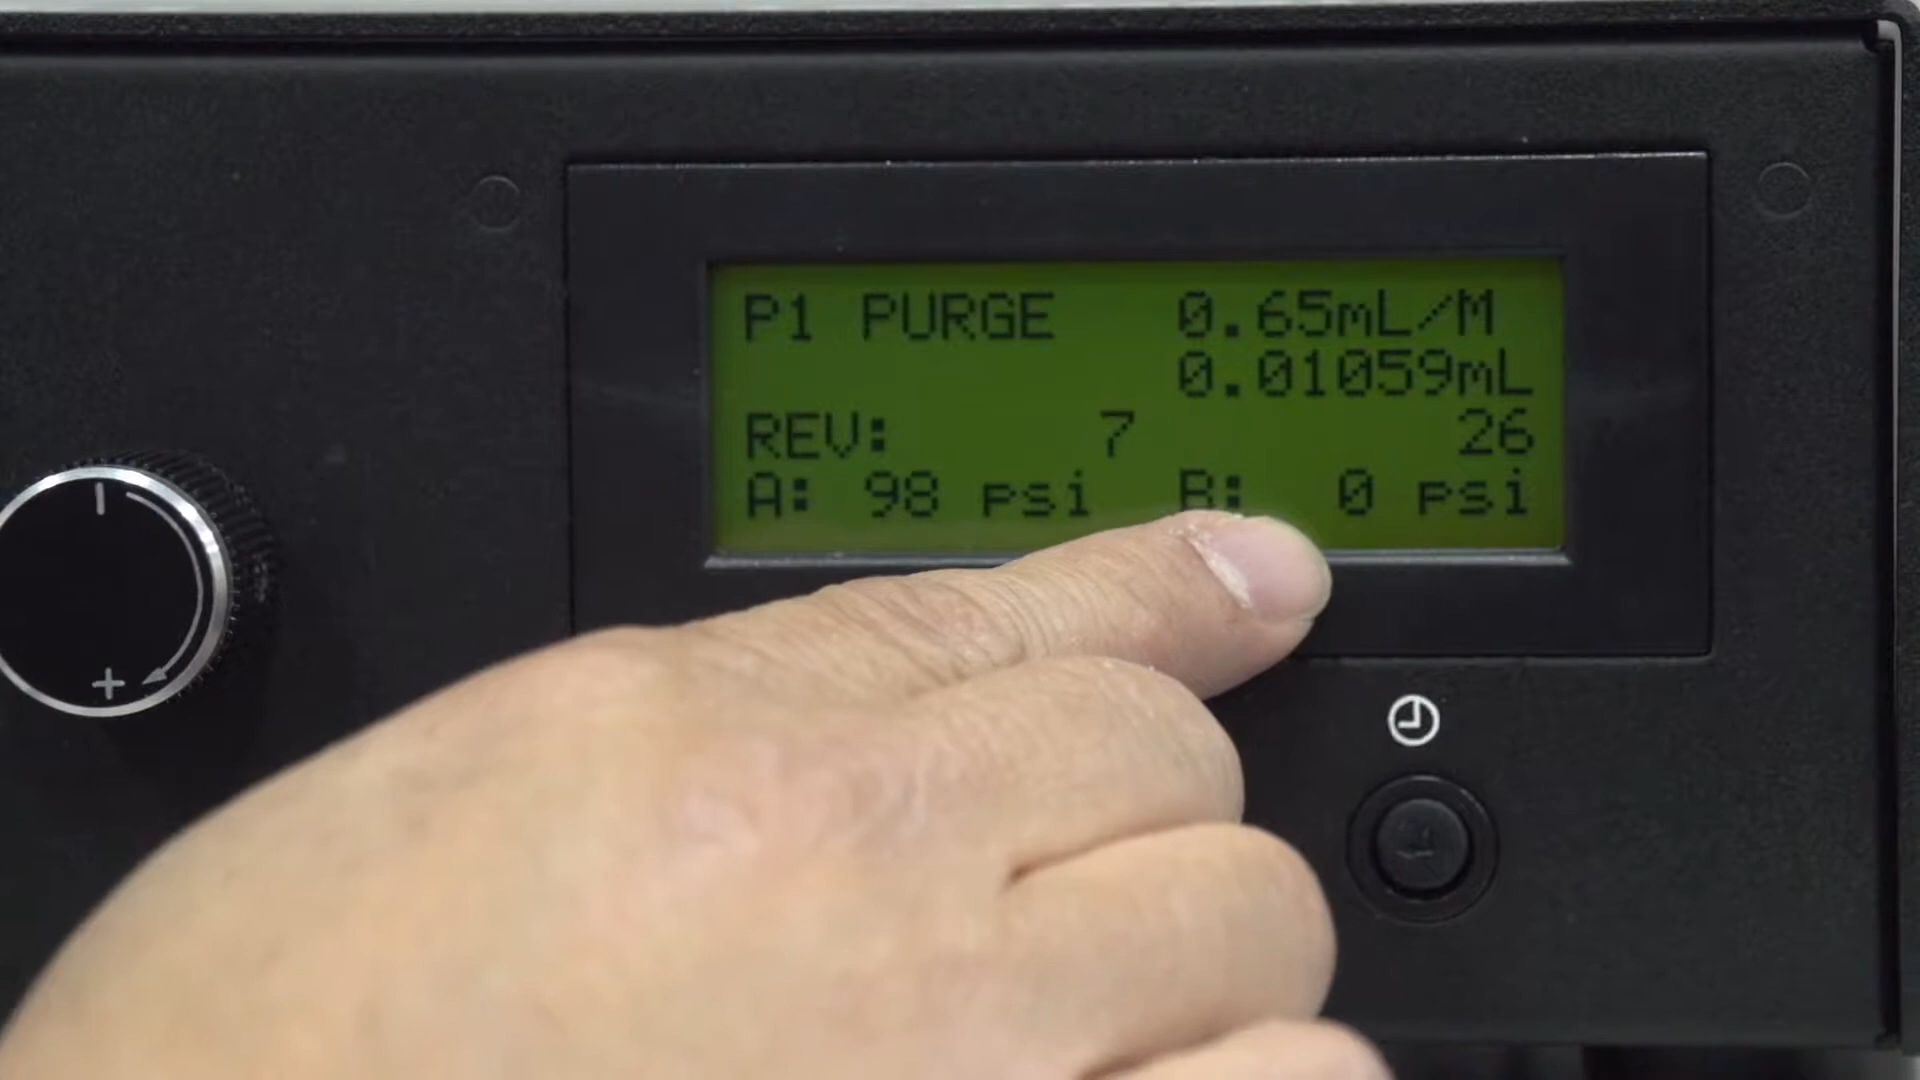 P1 PURGE 0.65mL/M
0.01059mL
REV: 7 26
A: 98 psi B: 0 psi
+